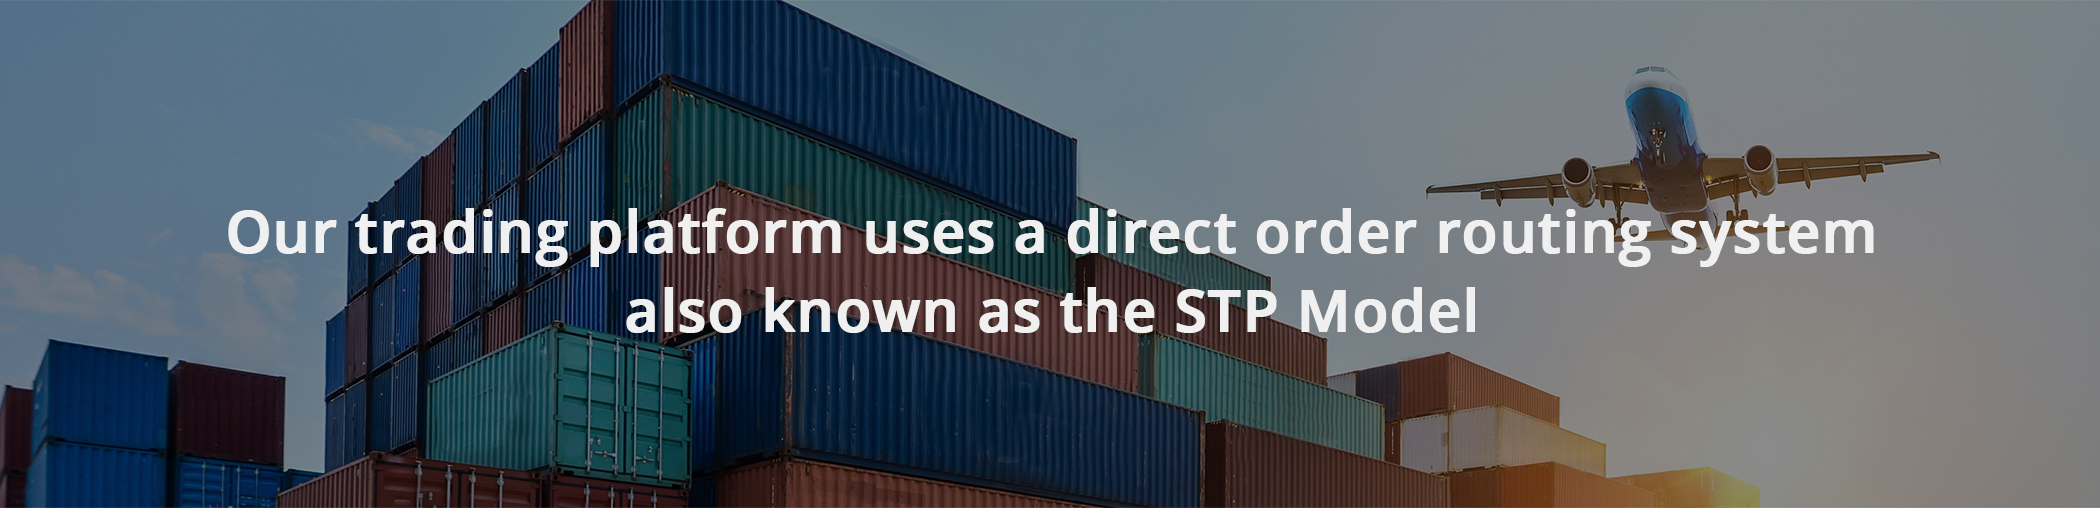 Our trading platform uses a direct order routing system
also known as the STP Model